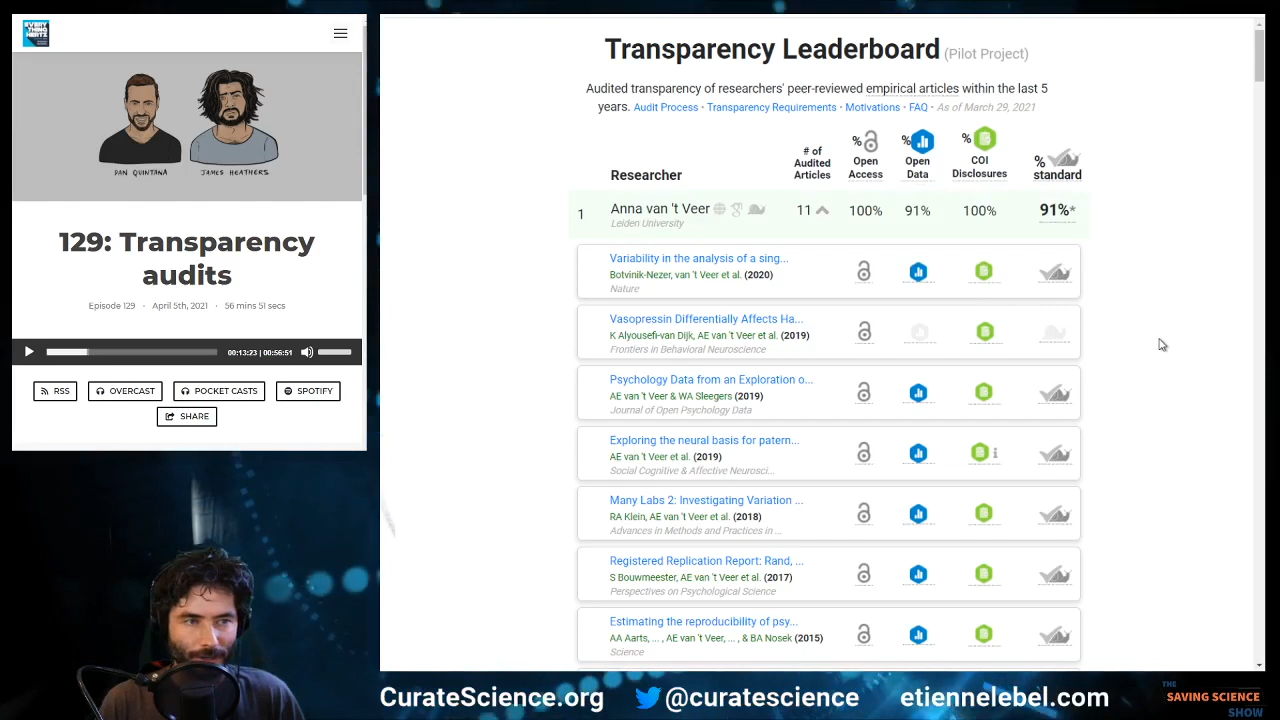 EVERY
THING
HERTZ
DAN QUINTANA
JAMES HEATHERS
129: Transparency
audits
Episode 129 · April 5th, 2021 · 56 mins 51 secs
00:13:23 | 00:56:51
RSS
OVERCAST
POCKET CASTS
SPOTIFY
SHARE
Transparency Leaderboard (Pilot Project)
Audited transparency of researchers' peer-reviewed empirical articles within the last 5
years. Audit Process · Transparency Requirements · Motivations · FAQ · As of March 29, 2021
Researcher
# of
Audited
Articles
%
Open
Access
%
Open
Data
%
COI
Disclosures
%
standard
1
Anna van 't Veer
Leiden University
11
100%
91%
100%
91%*
Variability in the analysis of a sing...
Botvinik-Nezer, van 't Veer et al. (2020)
Nature
Vasopressin Differentially Affects Ha...
K Alyousefi-van Dijk, AE van 't Veer et al. (2019)
Frontiers in Behavioral Neuroscience
Psychology Data from an Exploration o...
AE van 't Veer & WA Sleegers (2019)
Journal of Open Psychology Data
Exploring the neural basis for patern...
AE van 't Veer et al. (2019)
Social Cognitive & Affective Neurosci...
Many Labs 2: Investigating Variation ...
RA Klein, AE van 't Veer et al. (2018)
Advances in Methods and Practices in ...
Registered Replication Report: Rand, ...
S Bouwmeester, AE van 't Veer et al. (2017)
Perspectives on Psychological Science
Estimating the reproducibility of psy...
AA Aarts, ... , AE van 't Veer, ... , & BA Nosek (2015)
Science
CurateScience.org
@curatescience
etiennelebel.com
THE
SAVING SCIENCE
SHOW